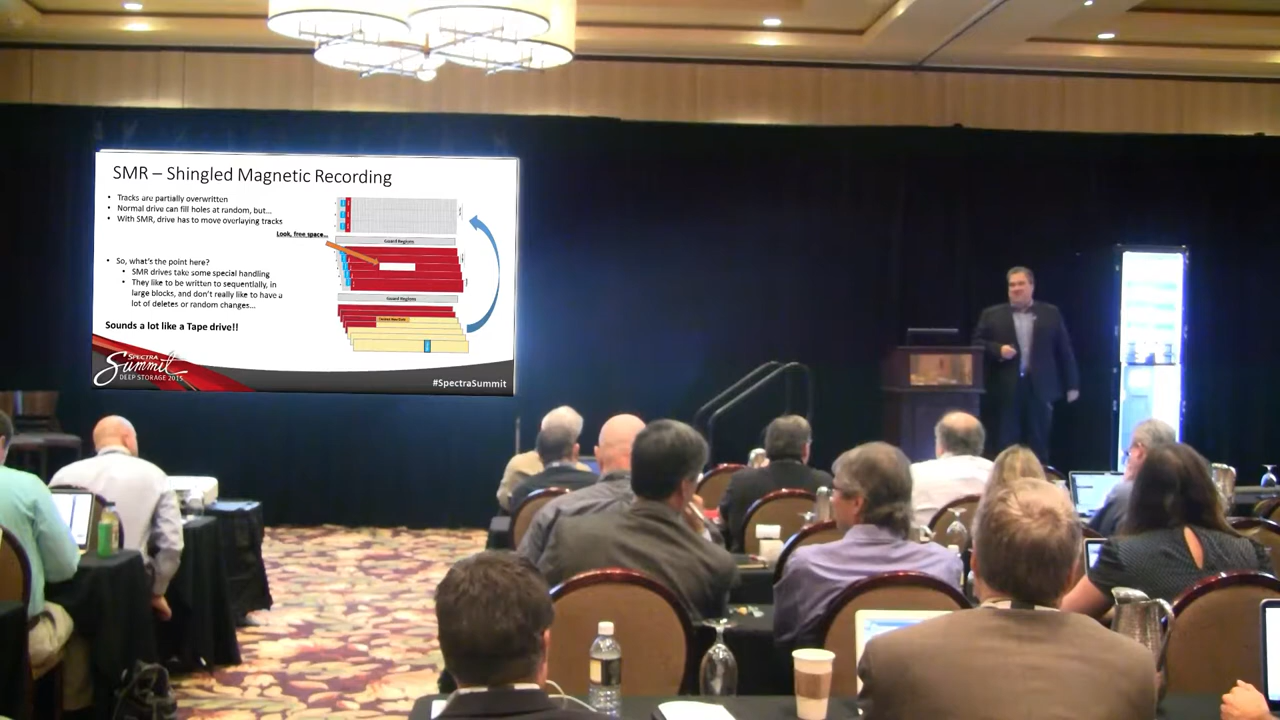 SMR – Shingled Magnetic Recording
• Tracks are partially overwritten
• Normal drive can fill holes at random, but...
• With SMR, drive has to move overlaying tracks
Look, free space...
Guard Regions
• So, what's the point here?
• SMR drives take some special handling
• They like to be written to sequentially, in
large blocks, and don't really like to have a
lot of deletes or random changes...
Guard Regions
Sounds a lot like a Tape drive!!
SPECTRA
Summit
DEEP STORAGE 2015
#SpectraSummit